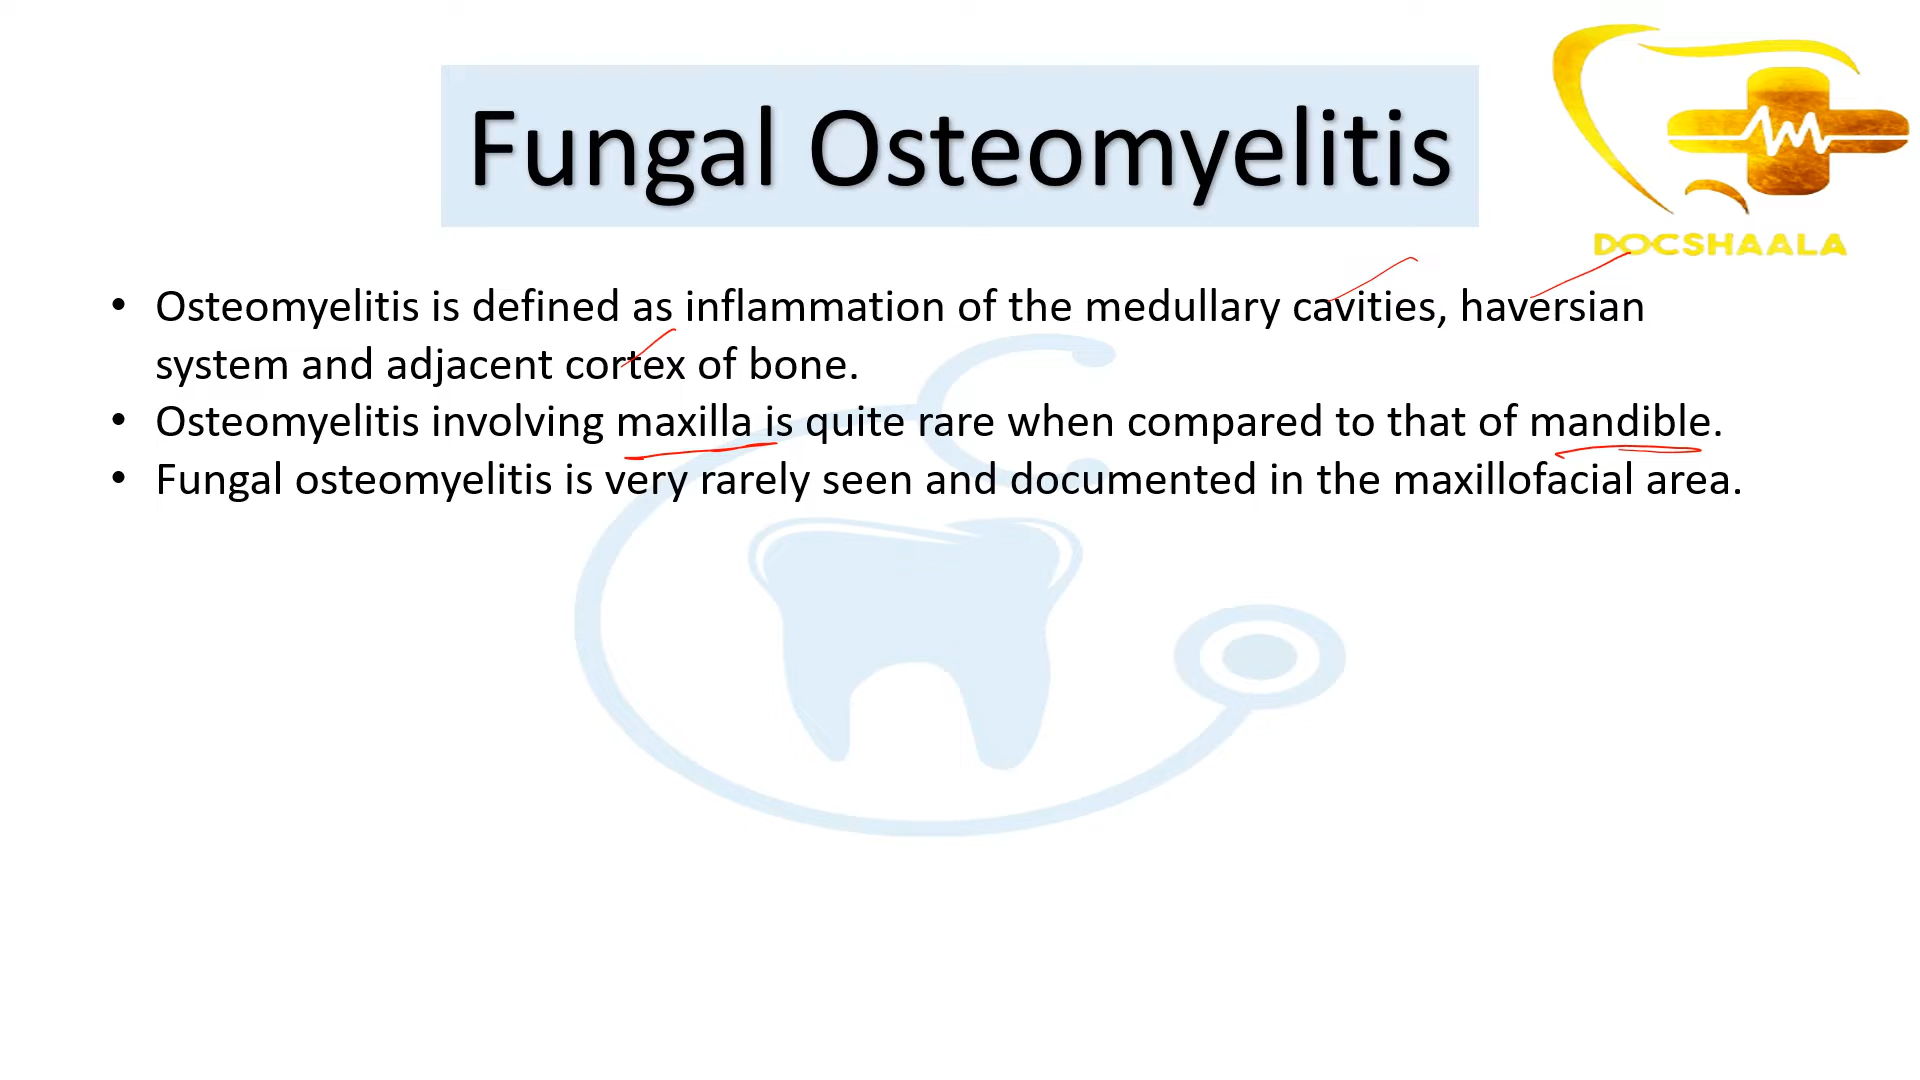 Fungal Osteomyelitis
DOCSHAALA
• Osteomyelitis is defined as inflammation of the medullary cavities, haversian
system and adjacent cortex of bone.
• Osteomyelitis involving maxilla is quite rare when compared to that of mandible.
• Fungal osteomyelitis is very rarely seen and documented in the maxillofacial area.